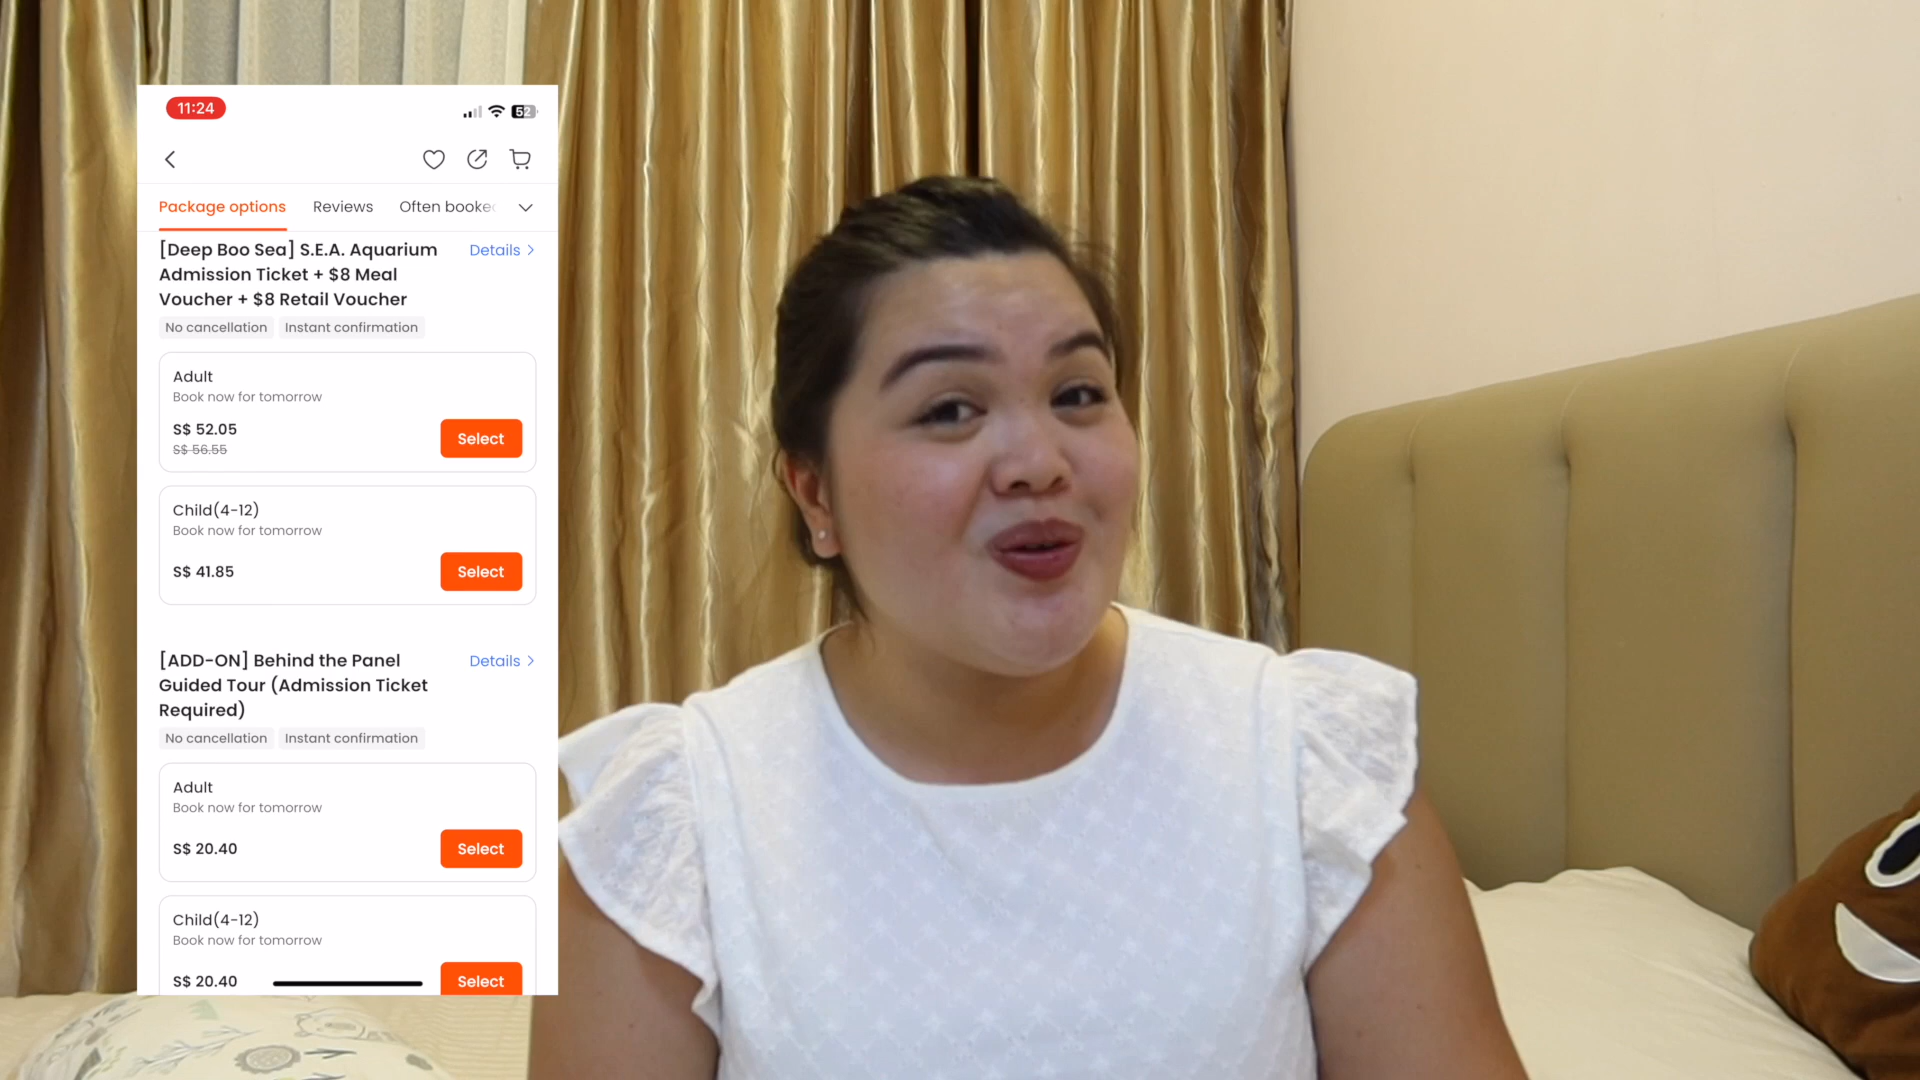 11:24
52
Package options Reviews Often booke
[Deep Boo Sea] S.E.A. Aquarium
Admission Ticket + $8 Meal
Voucher + $8 Retail Voucher
Details
No cancellation Instant confirmation
Adult
Book now for tomorrow
S$ 52.05
S$ 56.55
Select
Child(4-12)
Book now for tomorrow
S$ 41.85
Select
[ADD-ON] Behind the Panel
Guided Tour (Admission Ticket
Required)
Details
No cancellation Instant confirmation
Adult
Book now for tomorrow
S$ 20.40
Select
Child(4-12)
Book now for tomorrow
S$ 20.40
Select